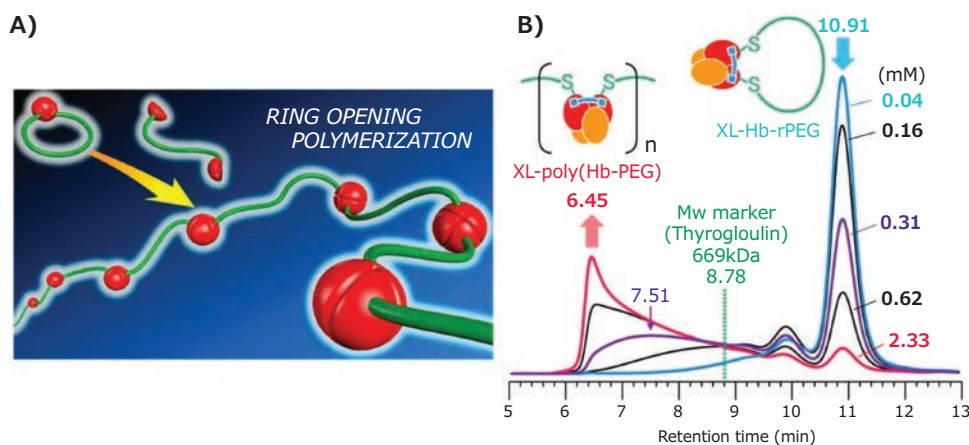 A)
RING OPENING
POLYMERIZATION
B)
10.91
S
S
S
S
n
(mM)
0.04
0.16
XL-Hb-rPEG
XL-poly(Hb-PEG)
6.45
Mw marker
(Thyrogloulin)
669kDa
8.78
0.31
7.51
0.62
2.33
5 6 7 8 9 10 11 12 13
Retention time (min)